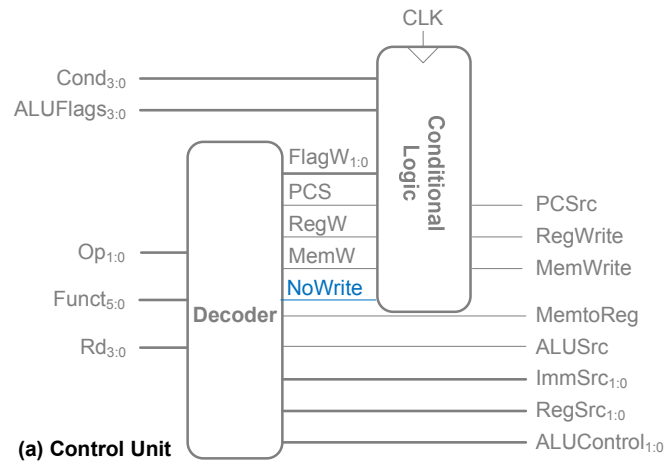 CLK
Cond3:0
ALUFlags3:0
Conditional
Logic
FlagW1:0
PCS
RegW
MemW
NoWrite
PCSrc
RegWrite
MemWrite
Op1:0
Funct5:0
Rd3:0
Decoder
MemtoReg
ALUSrc
ImmSrc1:0
RegSrc1:0
ALUControl1:0
(a) Control Unit